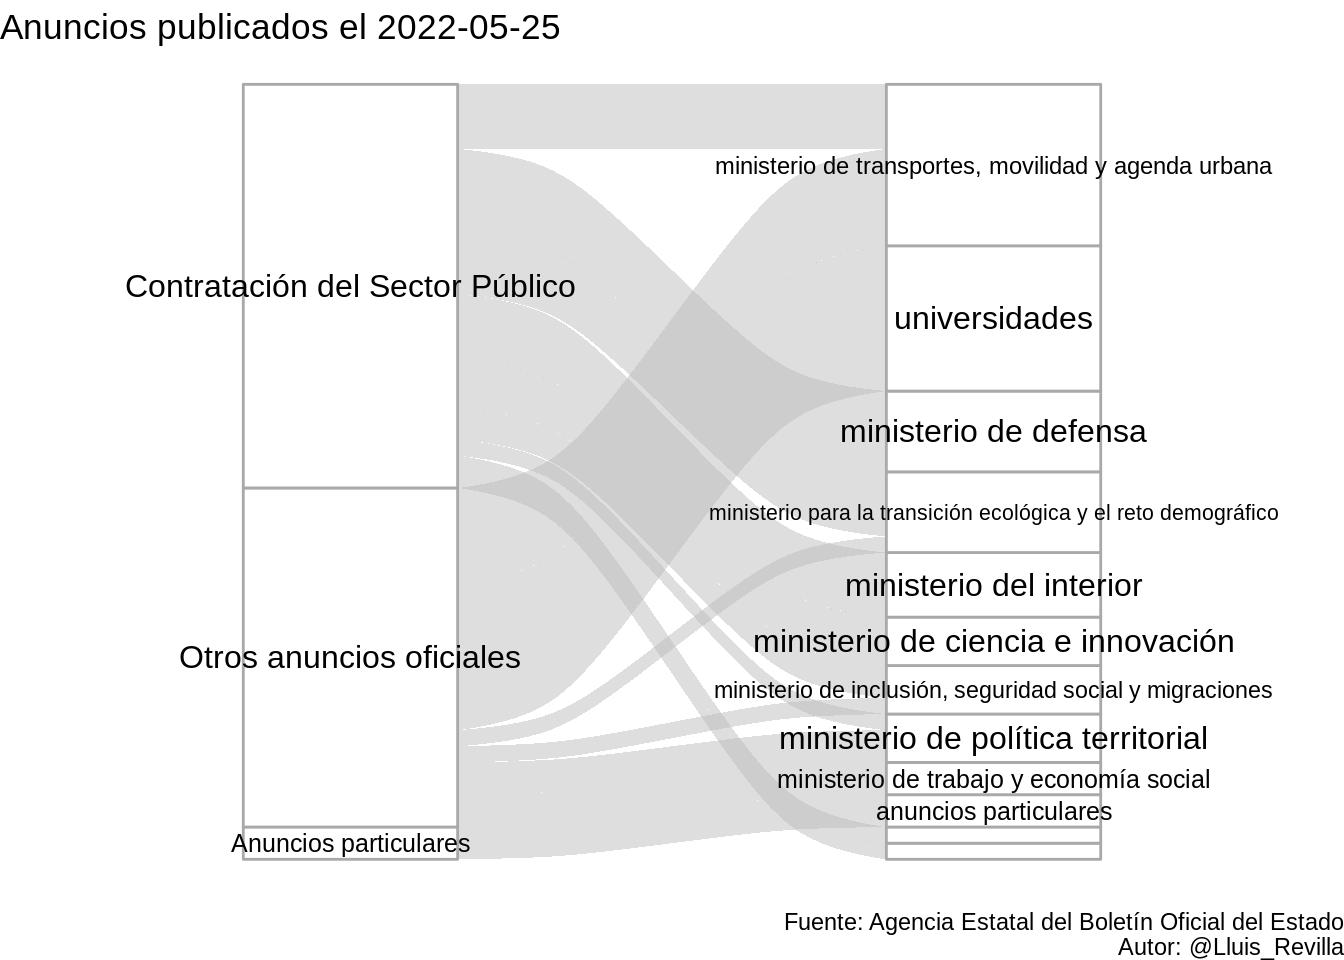 Anuncios publicados el 2022-05-25
Contratación del Sector Público
Otros anuncios oficiales
Anuncios particulares
ministerio de transportes, movilidad y agenda urbana
universidades
ministerio de defensa
ministerio para la transición ecológica y el reto demográfico
ministerio del interior
ministerio de ciencia e innovación
ministerio de inclusión, seguridad social y migraciones
ministerio de política territorial
ministerio de trabajo y economía social
anuncios particulares
Fuente: Agencia Estatal del Boletín Oficial del Estado
Autor: @Lluis_Revilla